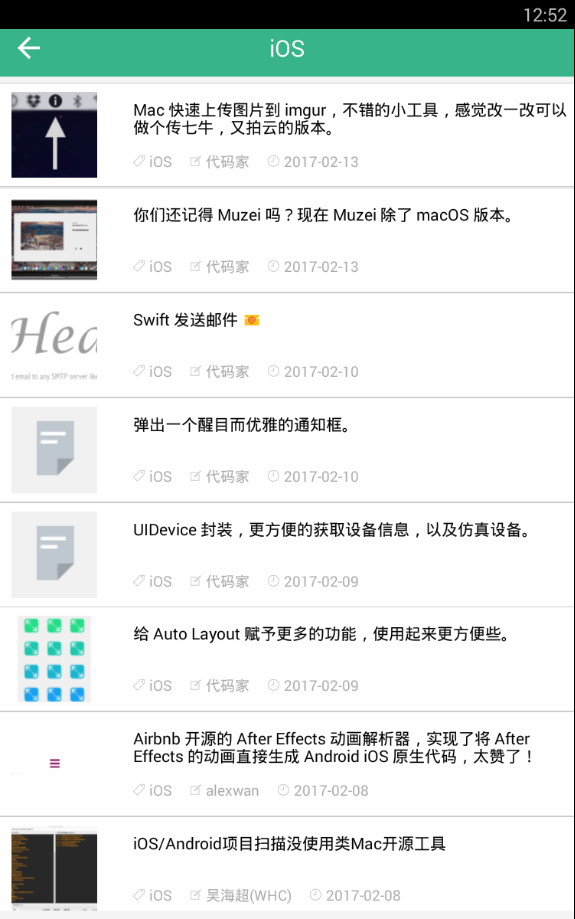 12:52
iOS
Mac 快速上传图片到 imgur，不错的小工具，感觉改一改可以
做个传七牛，又拍云的版本。
iOS 代码家 2017-02-13
你们还记得 Muzei 吗？现在 Muzei 除了 macOS 版本。
iOS 代码家 2017-02-13
Hea
Swift 发送邮件
t email to any SMTP server like
iOS 代码家 2017-02-10
弹出一个醒目而优雅的通知框。
iOS 代码家 2017-02-10
UIDevice 封装，更方便的获取设备信息，以及仿真设备。
iOS 代码家 2017-02-09
给 Auto Layout 赋予更多的功能，使用起来更方便些。
iOS 代码家 2017-02-09
Airbnb 开源的 After Effects 动画解析器，实现了将 After
Effects 的动画直接生成 Android iOS 原生代码，太赞了！
iOS alexwan 2017-02-08
iOS/Android项目扫描没使用类Mac开源工具
iOS 吴海超(WHC) 2017-02-08